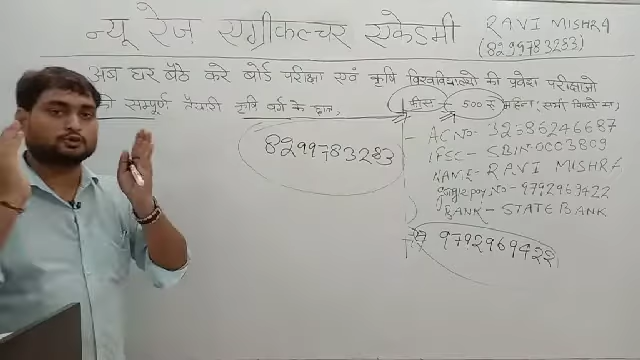 न्यू रेज़ एग्रीकल्चर एकेडमी
RAVI MISHRA
(8299783283)
अब घर बैठे करे बोर्ड परीक्षा एवं कृषि विश्वविद्यालयों की प्रवेश परीक्षाओ
की सम्पूर्ण तैयारी कृषि वर्ग के छात्र,
फीस - 500 रु महिना
8299783283
AC NO- 32586246687
IFSC- SBIN0003809
NAME- RAVI MISHRA
Google pay No- 9792969422
BANK- STATE BANK
9792969422